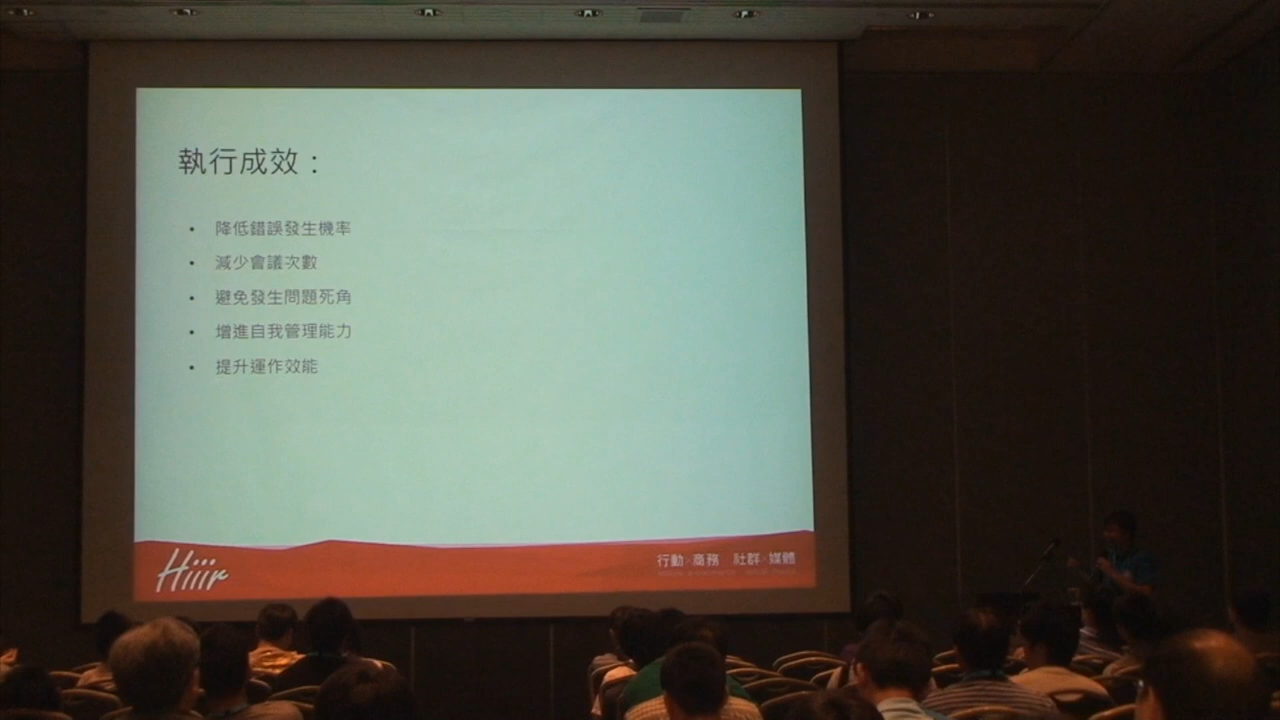 執行成效：
• 降低錯誤發生機率
• 減少會議次數
• 避免發生問題死角
• 增進自我管理能力
• 提升運作效能
Hiiir
行動×商務 社群×媒體